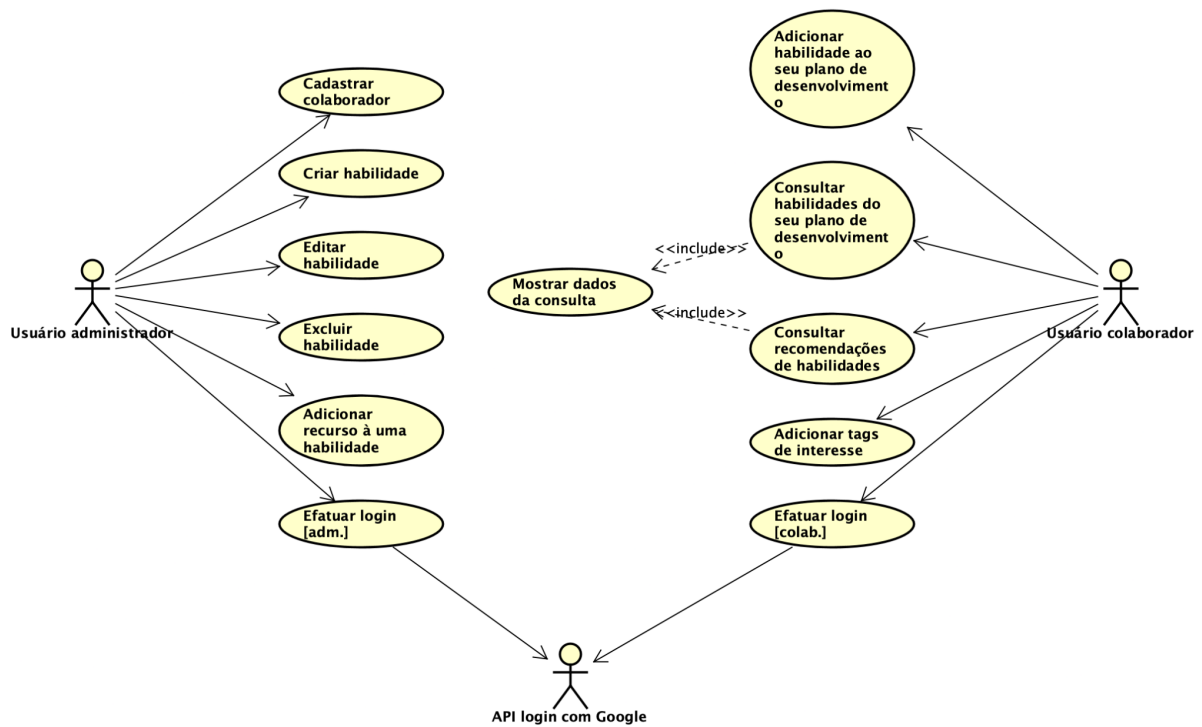 Adicionar
habilidade ao
seu plano de
desenvolviment
o
Cadastrar
colaborador
Criar habilidade
Consultar
habilidades do
seu plano de
desenvolviment
o
Editar
habilidade
<<include>>
Mostrar dados
da consulta
<<include>>
Usuário administrador
Usuário colaborador
Excluir
habilidade
Consultar
recomendações
de habilidades
Adicionar
recurso à uma
habilidade
Adicionar tags
de interesse
Efatuar login
[adm.]
Efatuar login
[colab.]
API login com Google